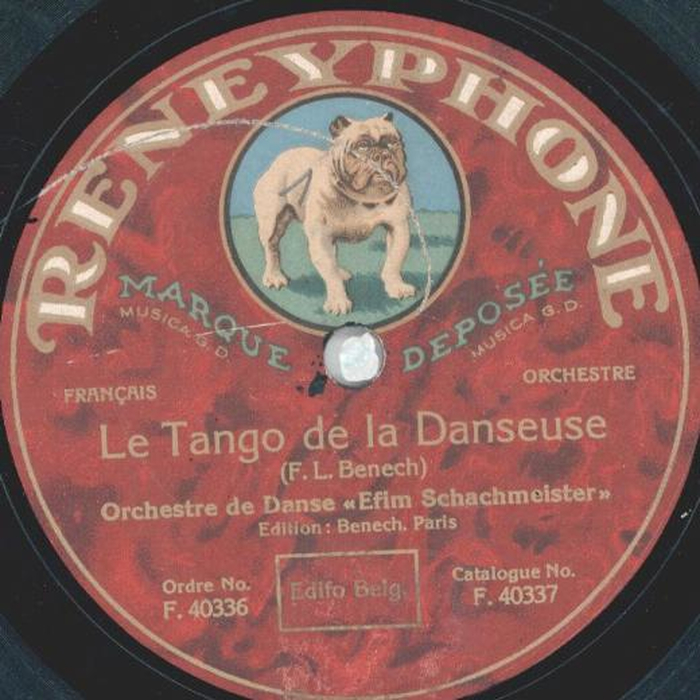 RENEYPHONE
MARQUE DEPOSÉE
MUSICA G.D. MUSICA G.D.
FRANÇAIS ORCHESTRE
Le Tango de la Danseuse
(F. L. Benech)
Orchestre de Danse «Efim Schachmeister»
Edition: Benech, Paris
Ordre No. Catalogue No.
F. 40336 Edifo Belg. F. 40337